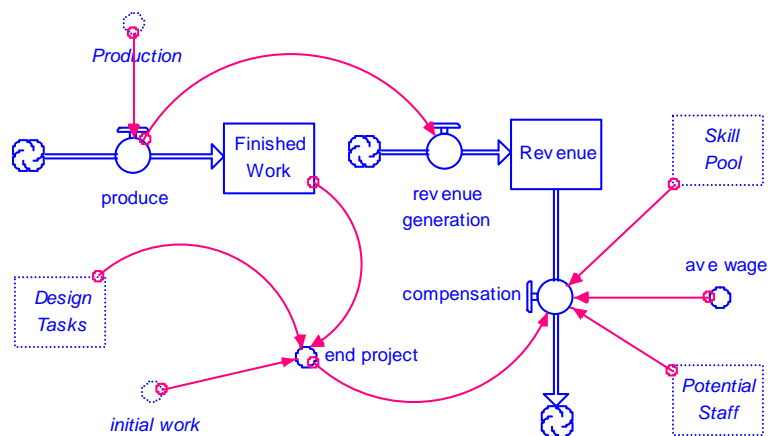 Production
Finished
Work
produce
Revenue
revenue
generation
Skill
Pool
ave wage
compensation
Design
Tasks
end project
initial work
Potential
Staff